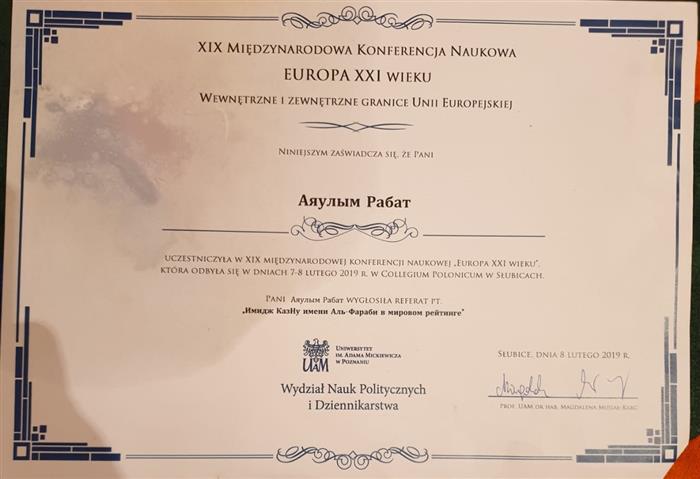 XIX Międzynarodowa Konferencja Naukowa
EUROPA XXI WIEKU
Wewnętrzne i zewnętrzne granice Unii Europejskiej
Niniejszym zaświadcza się, że Pani
Аяулым Рабат
uczestniczyła w XIX międzynarodowej konferencji naukowej „Europa XXI wieku",
która odbyła się w dniach 7-8 lutego 2019 r. w Collegium Polonicum w Słubicach.
Pani Аяулым Рабат wygłosiła referat pt.
„Имидж КазНу имени Аль-Фараби в мировом рейтинге"
UAM
Uniwersytet
im. Adama Mickiewicza
w Poznaniu
Wydział Nauk Politycznych
i Dziennikarstwa
Słubice, dnia 8 lutego 2019 r.
Prof. UAM dr hab. Magdalena Musiał-Karg